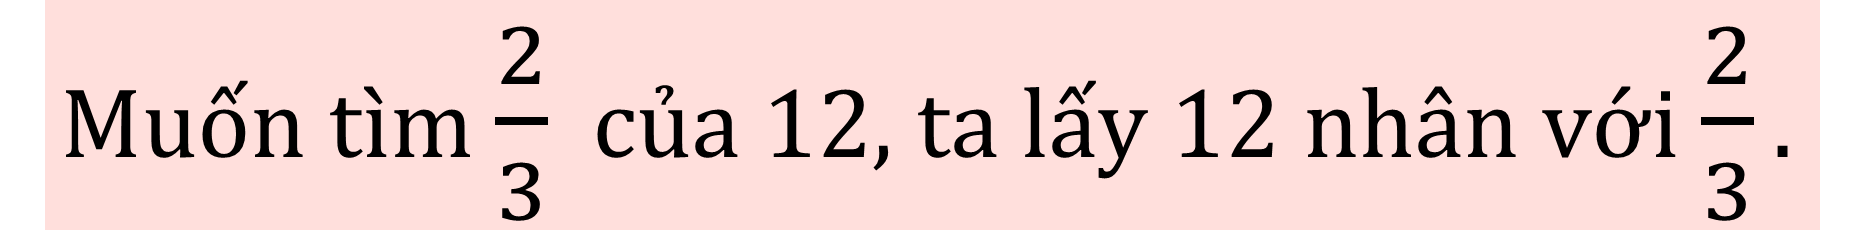 Muốn tìm 2/3 của 12, ta lấy 12 nhân với 2/3.